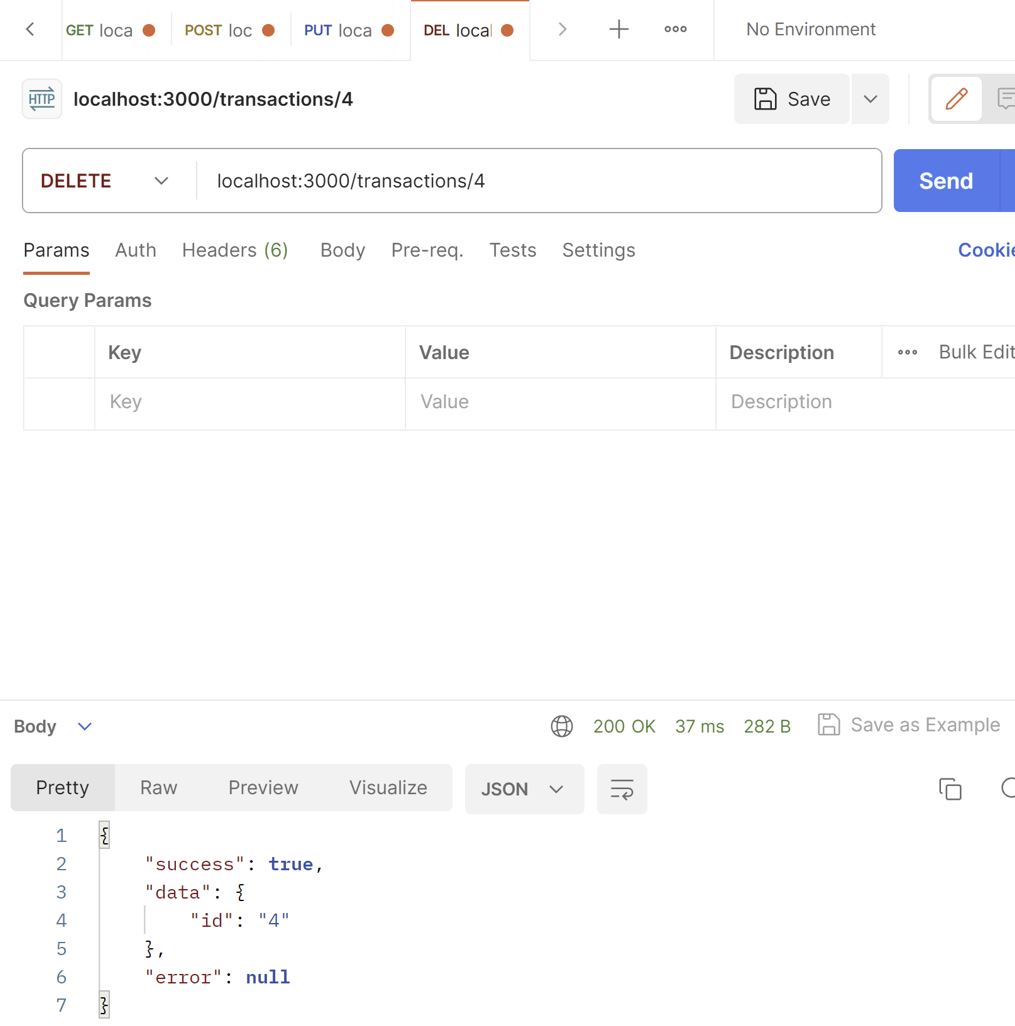 GET loca POST loc PUT loca DEL local No Environment
HTTP localhost:3000/transactions/4 Save
DELETE localhost:3000/transactions/4 Send
Params Auth Headers (6) Body Pre-req. Tests Settings Cookie
Query Params
Key Value Description Bulk Edit
Key Value Description
Body 200 OK 37 ms 282 B Save as Example
Pretty Raw Preview Visualize JSON
1 {
2 "success": true,
3 "data": {
4 "id": "4"
5 },
6 "error": null
7 }